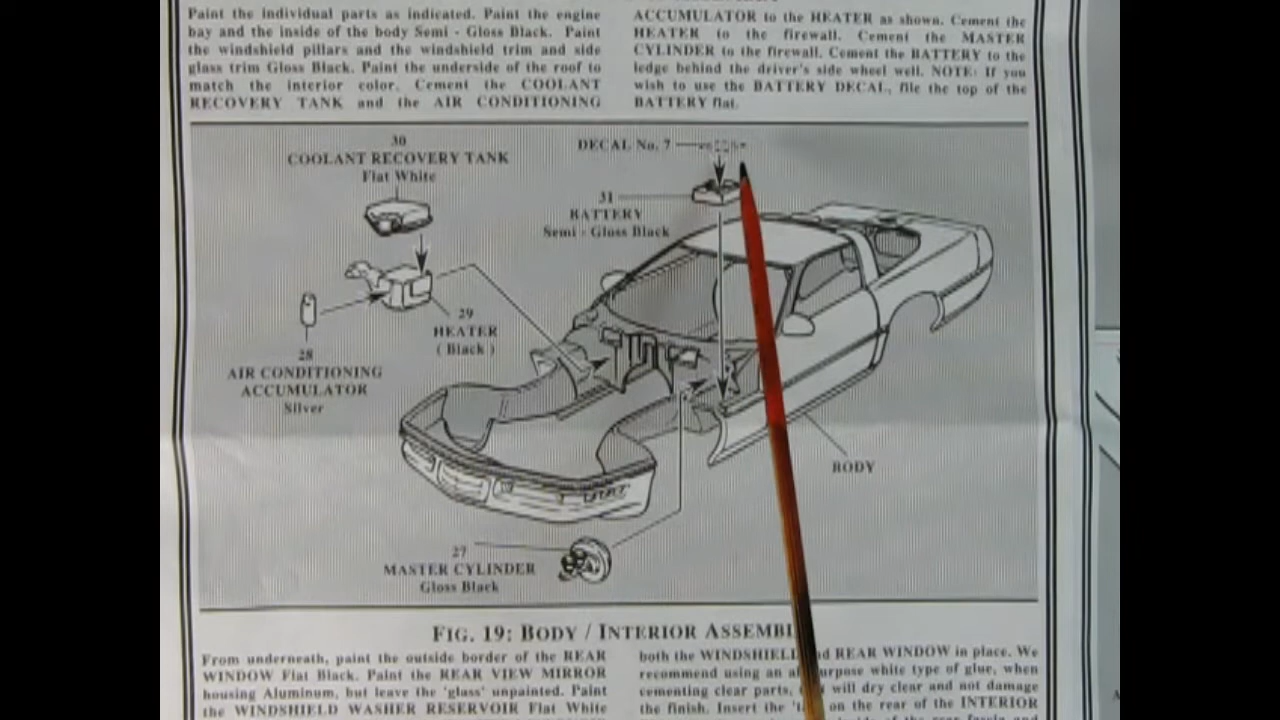 Paint the individual parts as indicated. Paint the engine
bay and the inside of the body Semi - Gloss Black. Paint
the windshield pillars and the windshield trim and side
glass trim Gloss Black. Paint the underside of the roof to
match the interior color. Cement the COOLANT
RECOVERY TANK and the AIR CONDITIONING
ACCUMULATOR to the HEATER as shown. Cement the
HEATER to the firewall. Cement the MASTER
CYLINDER to the firewall. Cement the BATTERY to the
ledge behind the driver's side wheel well. NOTE: If you
wish to use the BATTERY DECAL, file the top of the
BATTERY flat.
30
COOLANT RECOVERY TANK
Flat White
DECAL No. 7
31
BATTERY
Semi - Gloss Black
29
HEATER
( Black )
28
AIR CONDITIONING
ACCUMULATOR
Silver
BODY
27
MASTER CYLINDER
Gloss Black
FIG. 19: BODY / INTERIOR ASSEMBL
From underneath, paint the outside border of the REAR
WINDOW Flat Black. Paint the REAR VIEW MIRROR
housing Aluminum, but leave the 'glass' unpainted. Paint
the WINDSHIELD WASHER RESERVOIR Flat White
both the WINDSHIEL d REAR WINDOW in place. We
recommend using an al urpose white type of glue, when
cementing clear parts, will dry clear and not damage
the finish. Insert the on the rear of the INTERIOR